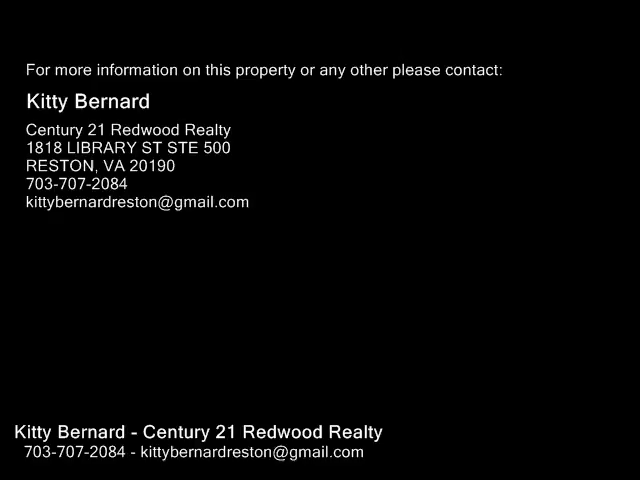 For more information on this property or any other please contact:
Kitty Bernard
Century 21 Redwood Realty
1818 LIBRARY ST STE 500
RESTON, VA 20190
703-707-2084
kittybernardreston@gmail.com
Kitty Bernard - Century 21 Redwood Realty
703-707-2084 - kittybernardreston@gmail.com